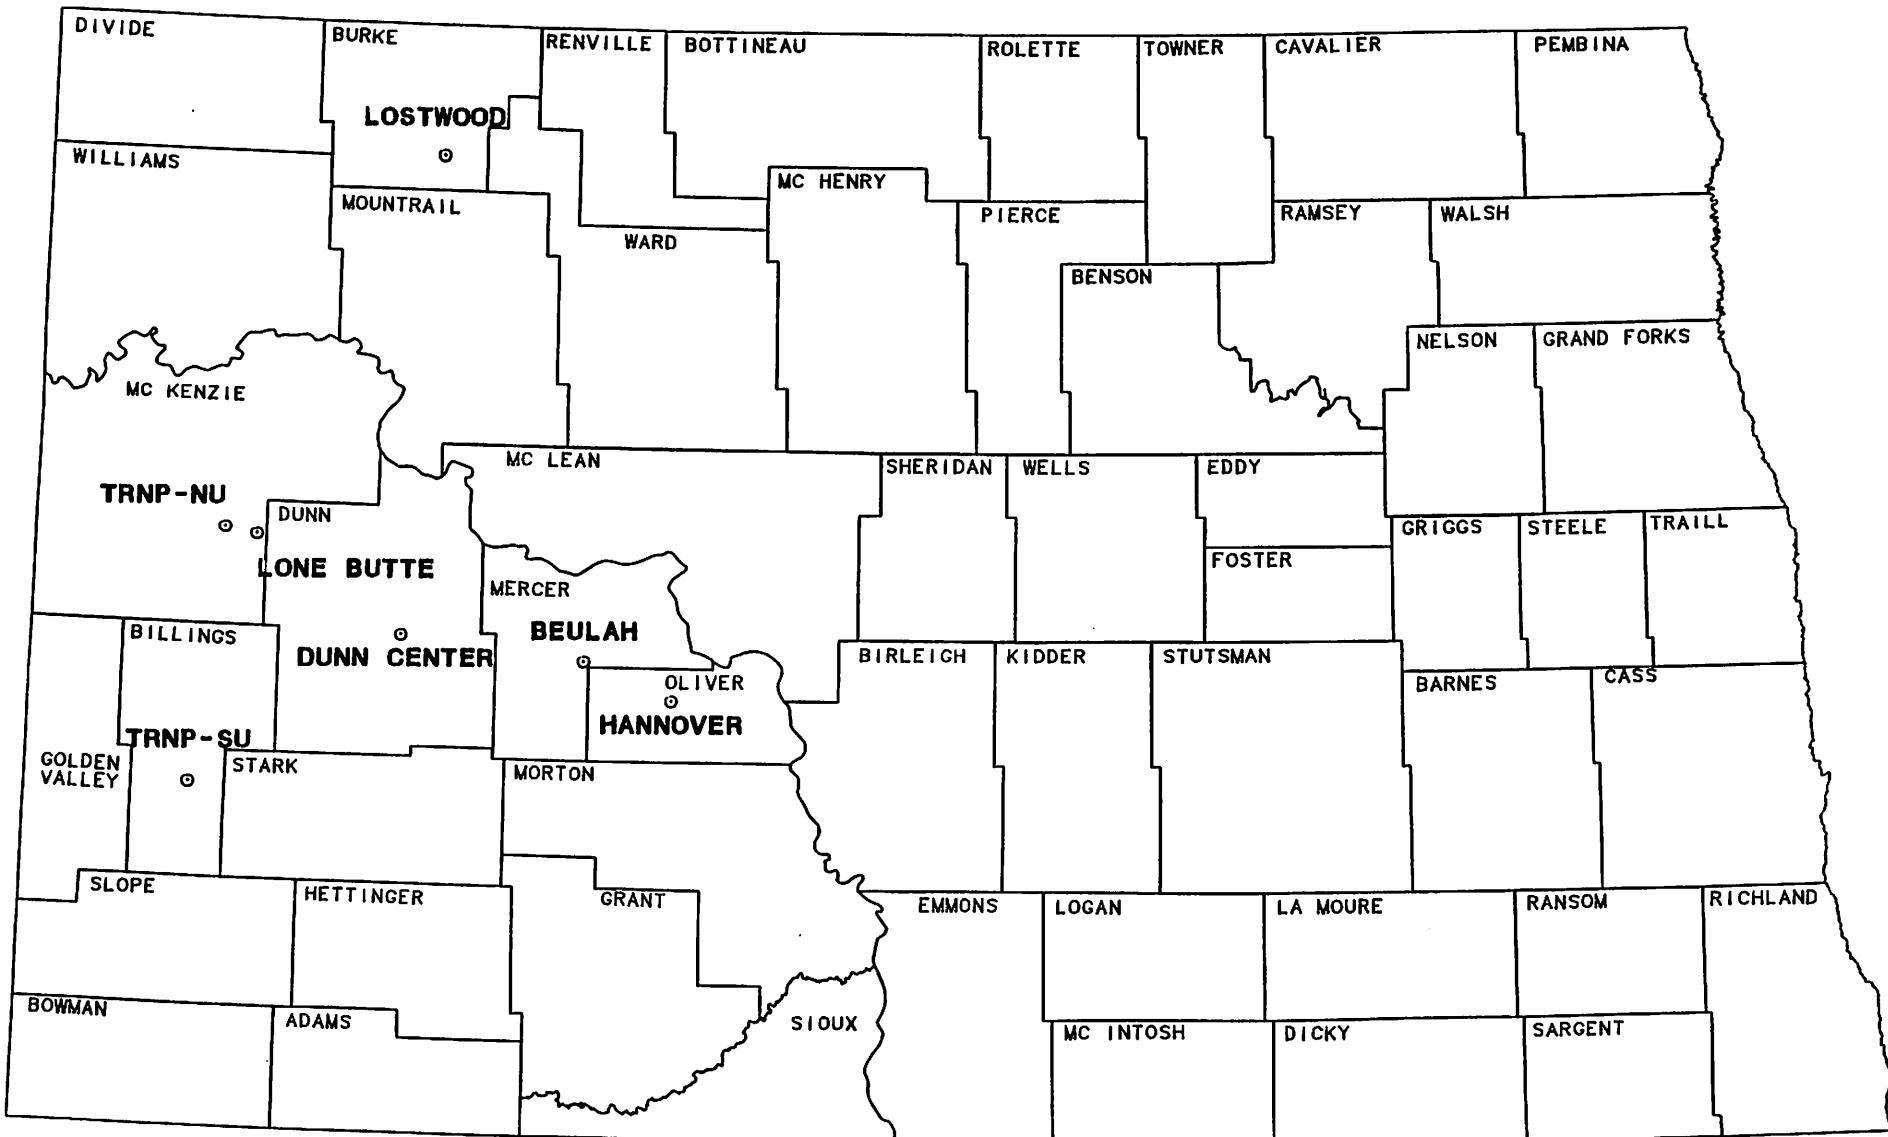 DIVIDE
BURKE
RENVILLE
BOTTINEAU
ROLETTE
TOWNER
CAVALIER
PEMBINA
LOSTWOOD
WILLIAMS
MOUNTRAIL
WARD
MC HENRY
PIERCE
RAMSEY
WALSH
BENSON
NELSON
GRAND FORKS
MC KENZIE
MC LEAN
SHERIDAN
WELLS
EDDY
TRNP-NU
DUNN
GRIGGS
STEELE
TRAILL
LONE BUTTE
FOSTER
MERCER
BILLINGS
BEULAH
DUNN CENTER
BIRLEIGH
KIDDER
STUTSMAN
OLIVER
BARNES
CASS
HANNOVER
TRNP-SU
GOLDEN
VALLEY
STARK
MORTON
SLOPE
HETTINGER
GRANT
EMMONS
LOGAN
LA MOURE
RANSOM
RICHLAND
BOWMAN
ADAMS
SIOUX
MC INTOSH
DICKY
SARGENT